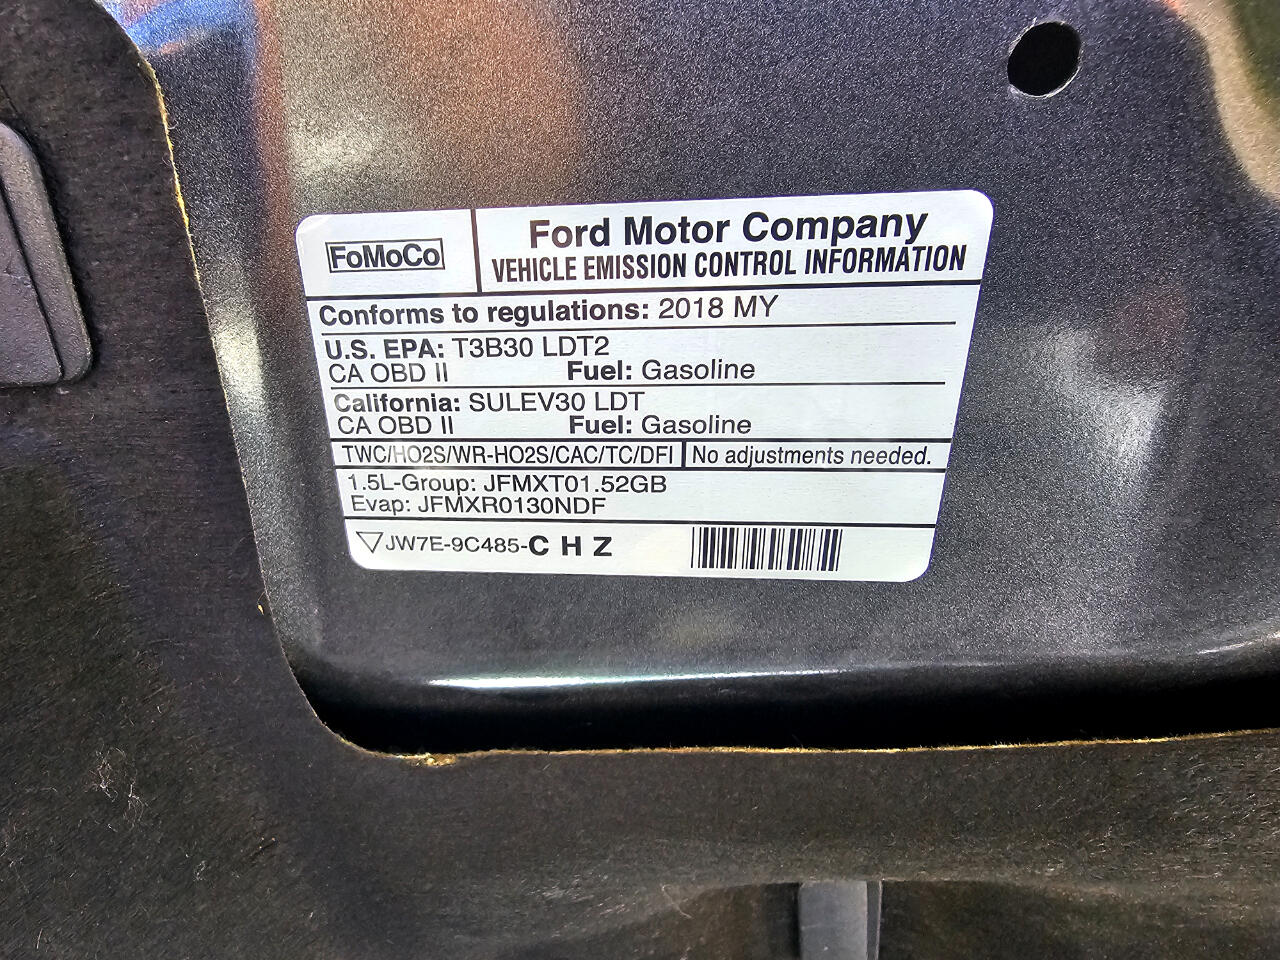 FoMoCo
Ford Motor Company
VEHICLE EMISSION CONTROL INFORMATION
Conforms to regulations: 2018 MY
U.S. EPA: T3B30 LDT2
CA OBD II Fuel: Gasoline
California: SULEV30 LDT
CA OBD II Fuel: Gasoline
TWC/HO2S/WR-HO2S/CAC/TC/DFI No adjustments needed.
1.5L-Group: JFMXT01.52GB
Evap: JFMXR0130NDF
JW7E-9C485-C H Z